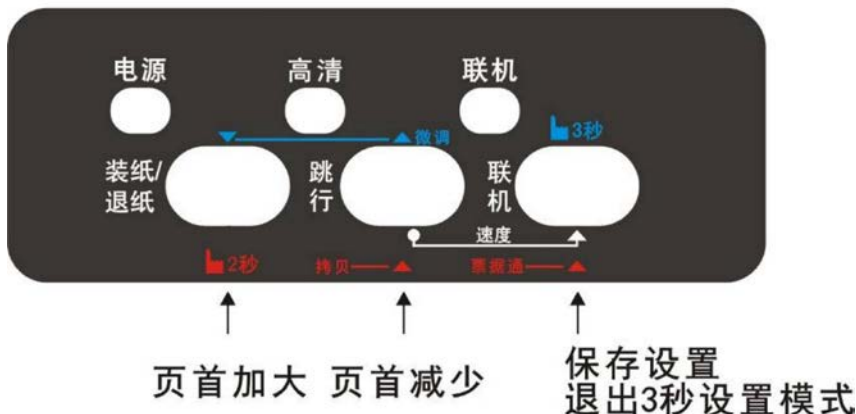 电源 高清 联机
微调 3秒
装纸/ 跳 联
退纸 行 机
速度
2秒 拷贝 票据通
页首加大 页首减少 保存设置
退出3秒设置模式